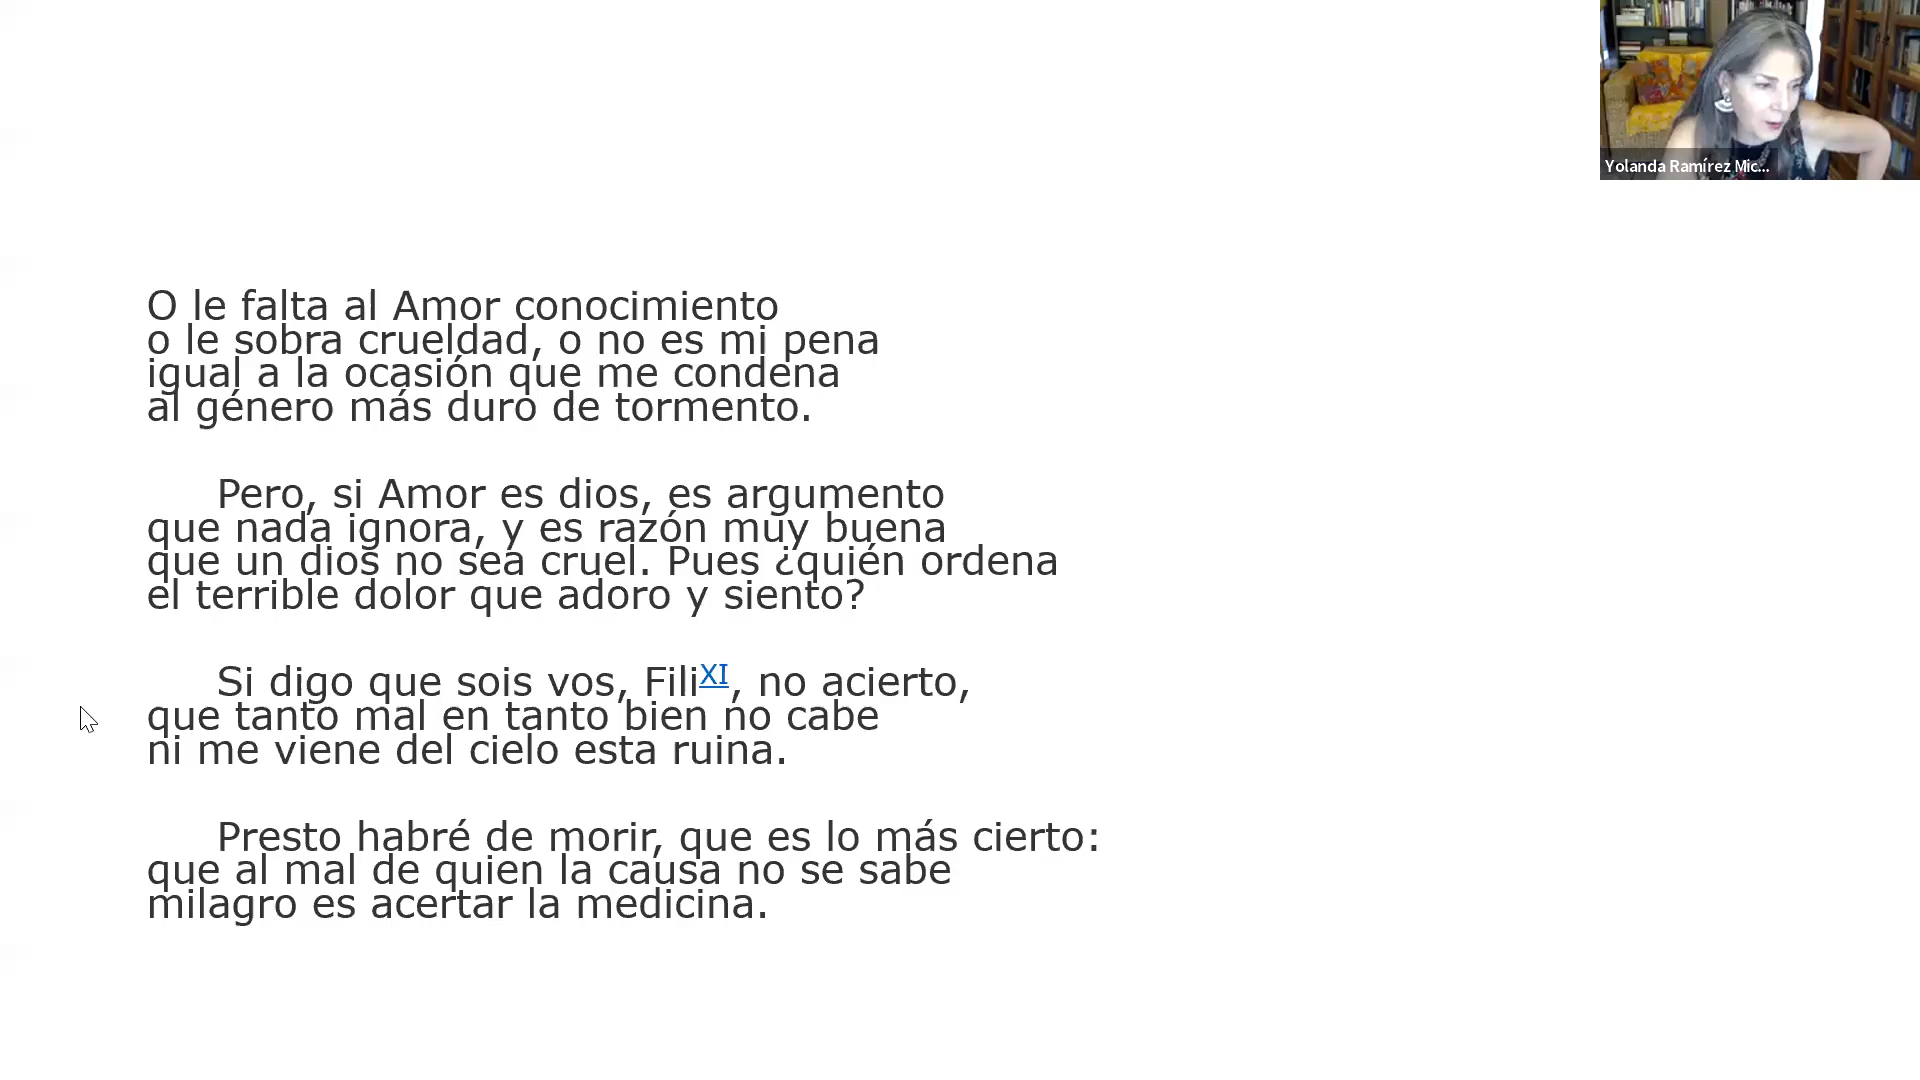 Yolanda Ramírez Mic...
O le falta al Amor conocimiento
o le sobra crueldad, o no es mi pena
igual a la ocasión que me condena
al género más duro de tormento.
Pero, si Amor es dios, es argumento
que nada ignora, y es razón muy buena
que un dios no sea cruel. Pues ¿quién ordena
el terrible dolor que adoro y siento?
Si digo que sois vos, FiliXI, no acierto,
que tanto mal en tanto bien no cabe
ni me viene del cielo esta ruina.
Presto habré de morir, que es lo más cierto:
que al mal de quien la causa no se sabe
milagro es acertar la medicina.